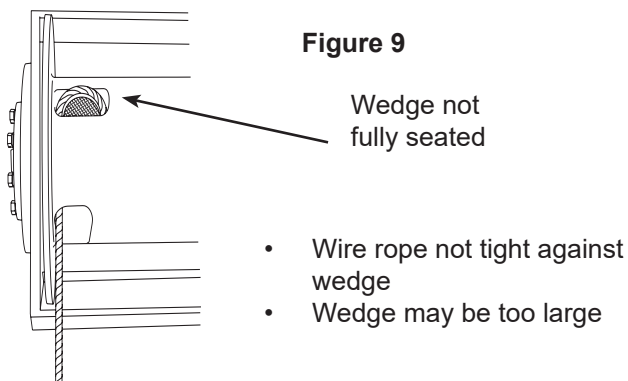 Figure 9
Wedge not
fully seated
• Wire rope not tight against
wedge
• Wedge may be too large